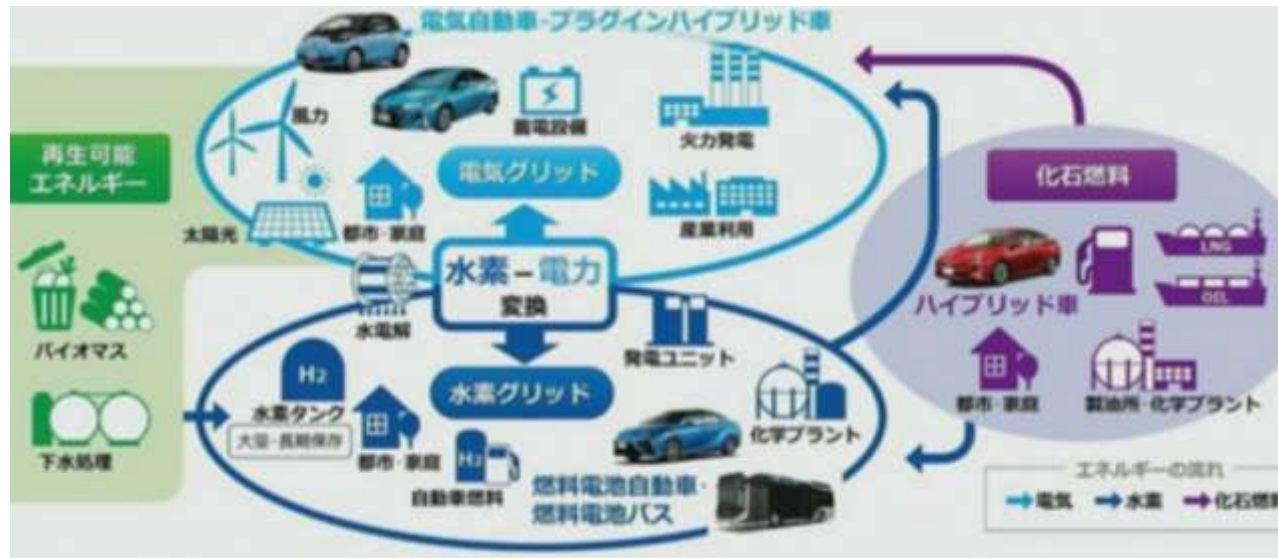 電気自動車・プラグインハイブリッド車
風力
蓄電設備
火力発電
再生可能
エネルギー
電気グリッド
化石燃料
太陽光
都市・家庭
産業利用
LNG
水素－電力
変換
OIL
ハイブリッド車
水電解
発電ユニット
バイオマス
H2
水素グリッド
水素タンク
大容・長期保存
都市・家庭
化学プラント
都市・家庭
製油所・化学プラント
下水処理
H2
自動車燃料
燃料電池自動車・
燃料電池バス
エネルギーの流れ
電気
水素
化石燃料